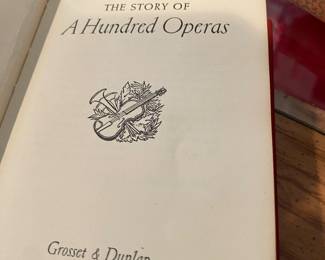 THE STORY OF
A Hundred Operas
Grosset & Dunlap